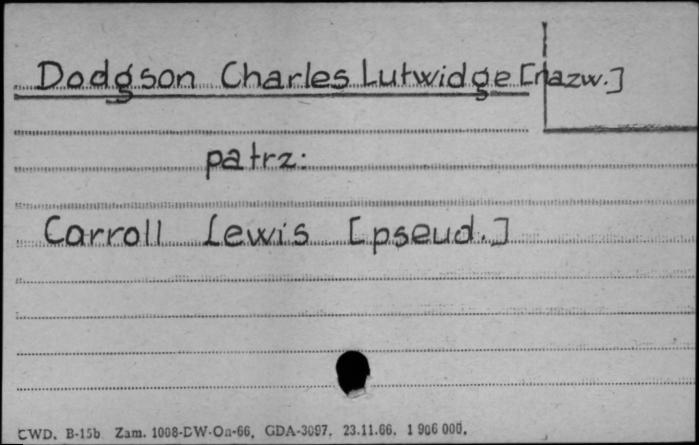 Dodgson Charles Lutwidge [nazw.]
patrz:
Carroll Lewis [pseud.]
CWD. B-15b Zam. 1008-DW-Oa-66. GDA-3097. 23.11.66. 1 906 000.